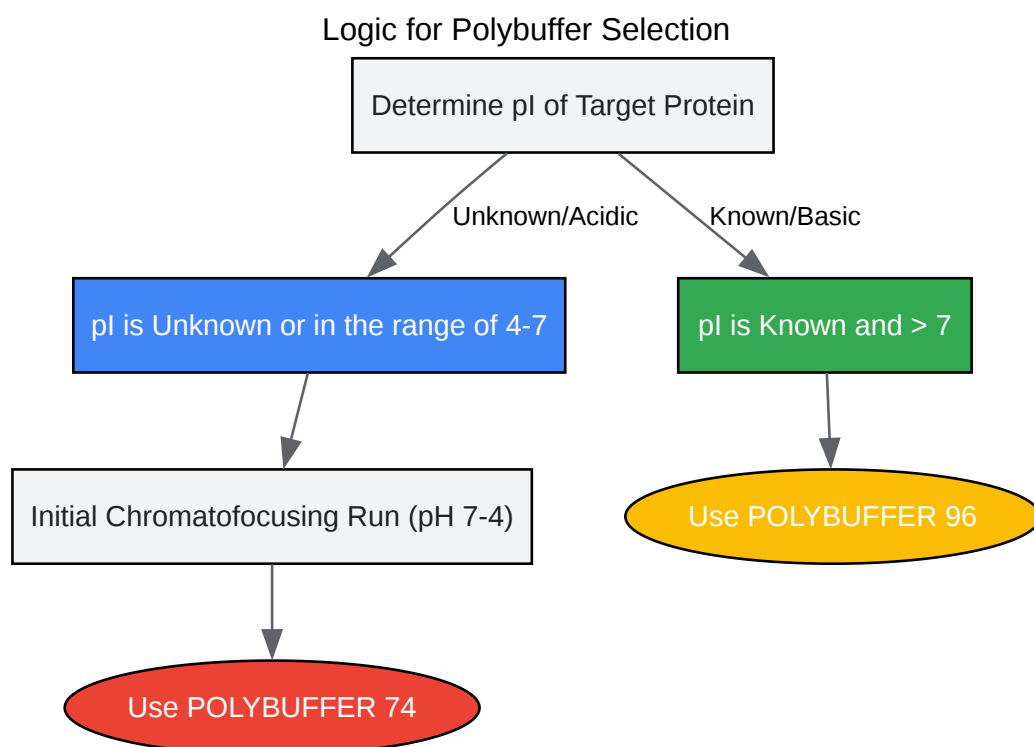 Logic for Polybuffer Selection
Determine pI of Target Protein
Unknown/Acidic
Known/Basic
pI is Unknown or in the range of 4-7
pI is Known and > 7
Initial Chromatofocusing Run (pH 7-4)
Use POLYBUFFER 96
Use POLYBUFFER 74